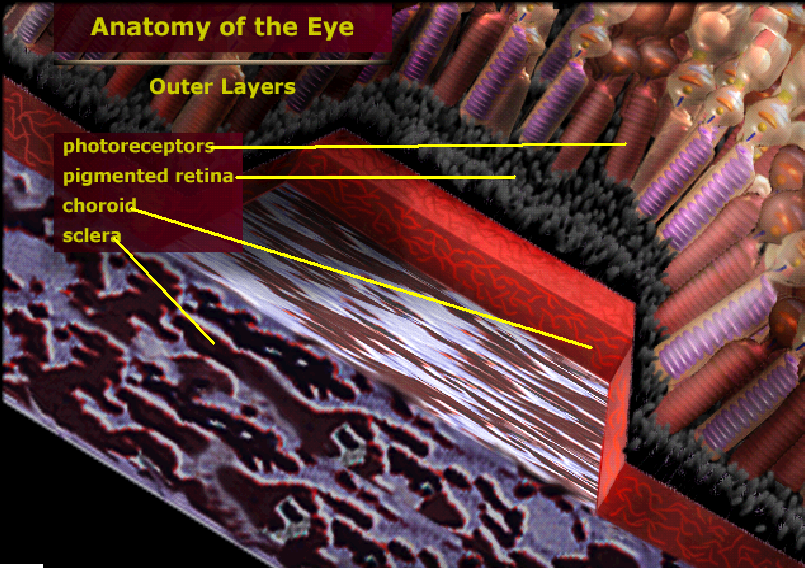 Anatomy of the Eye
Outer Layers
photoreceptors
pigmented retina
choroid
sclera